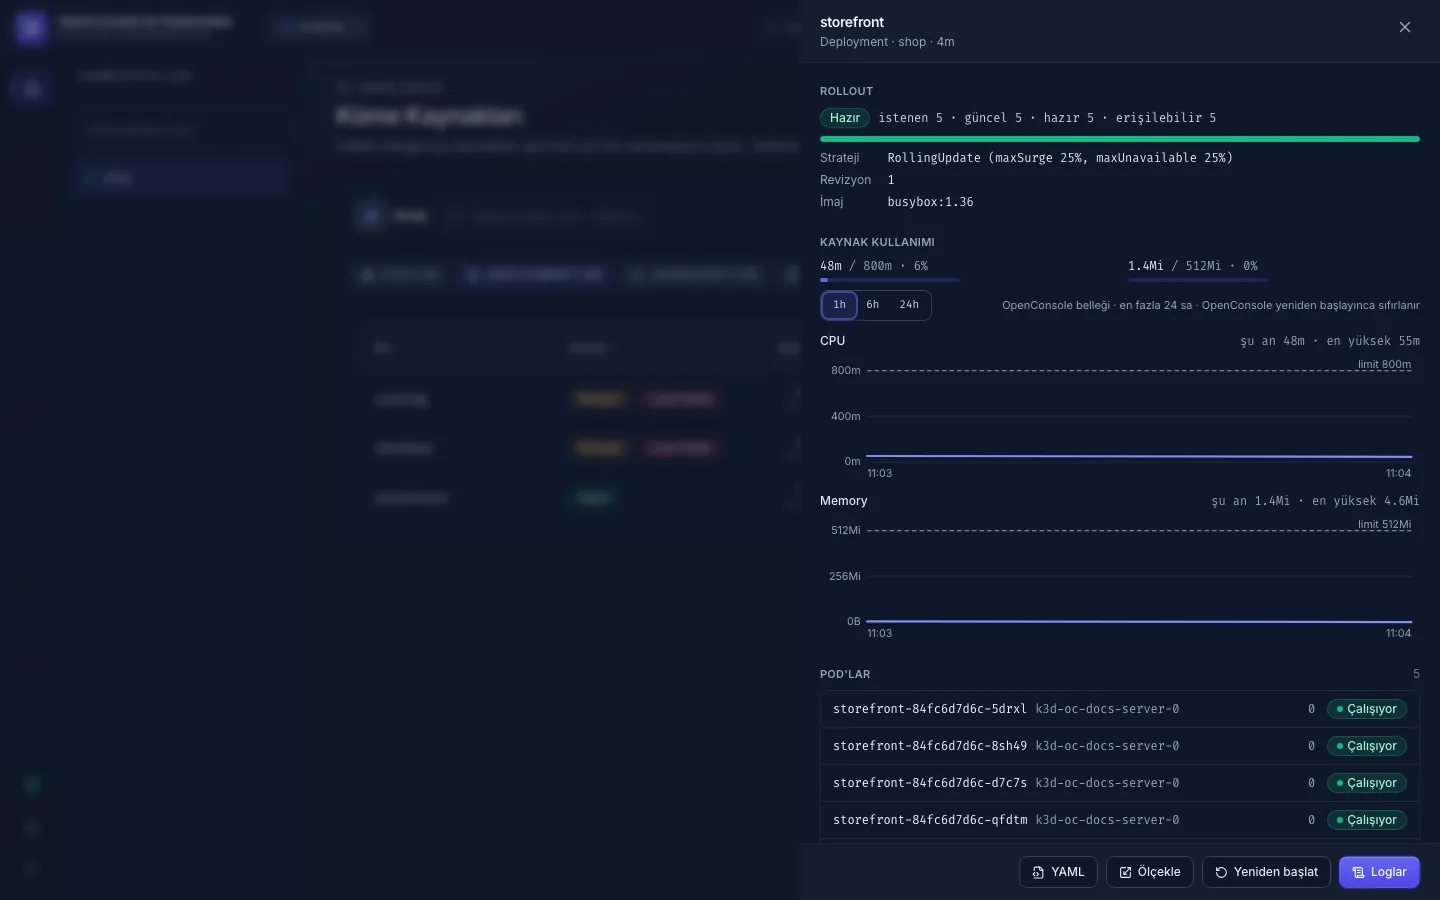 storefront
Deployment · shop · 4m
ROLLOUT
Hazır istenen 5 · güncel 5 · hazır 5 · erişilebilir 5
Strateji RollingUpdate (maxSurge 25%, maxUnavailable 25%)
Revizyon 1
İmaj busybox:1.36
KAYNAK KULLANIMI
48m / 800m · 6% 1.4Mi / 512Mi · 0%
1h 6h 24h OpenConsole belleği · en fazla 24 sa · OpenConsole yeniden başlayınca sıfırlanır
CPU şu an 48m · en yüksek 55m
limit 800m
800m
400m
0m
11:03 11:04
Memory şu an 1.4Mi · en yüksek 4.6Mi
limit 512Mi
512Mi
256Mi
0B
11:03 11:04
POD'LAR 5
storefront-84fc6d7d6c-5drxl k3d-oc-docs-server-0 0 Çalışıyor
storefront-84fc6d7d6c-8sh49 k3d-oc-docs-server-0 0 Çalışıyor
storefront-84fc6d7d6c-d7c7s k3d-oc-docs-server-0 0 Çalışıyor
storefront-84fc6d7d6c-qfdtm k3d-oc-docs-server-0 0 Çalışıyor
YAML Ölçekle Yeniden başlat Loglar
Küme Kaynakları